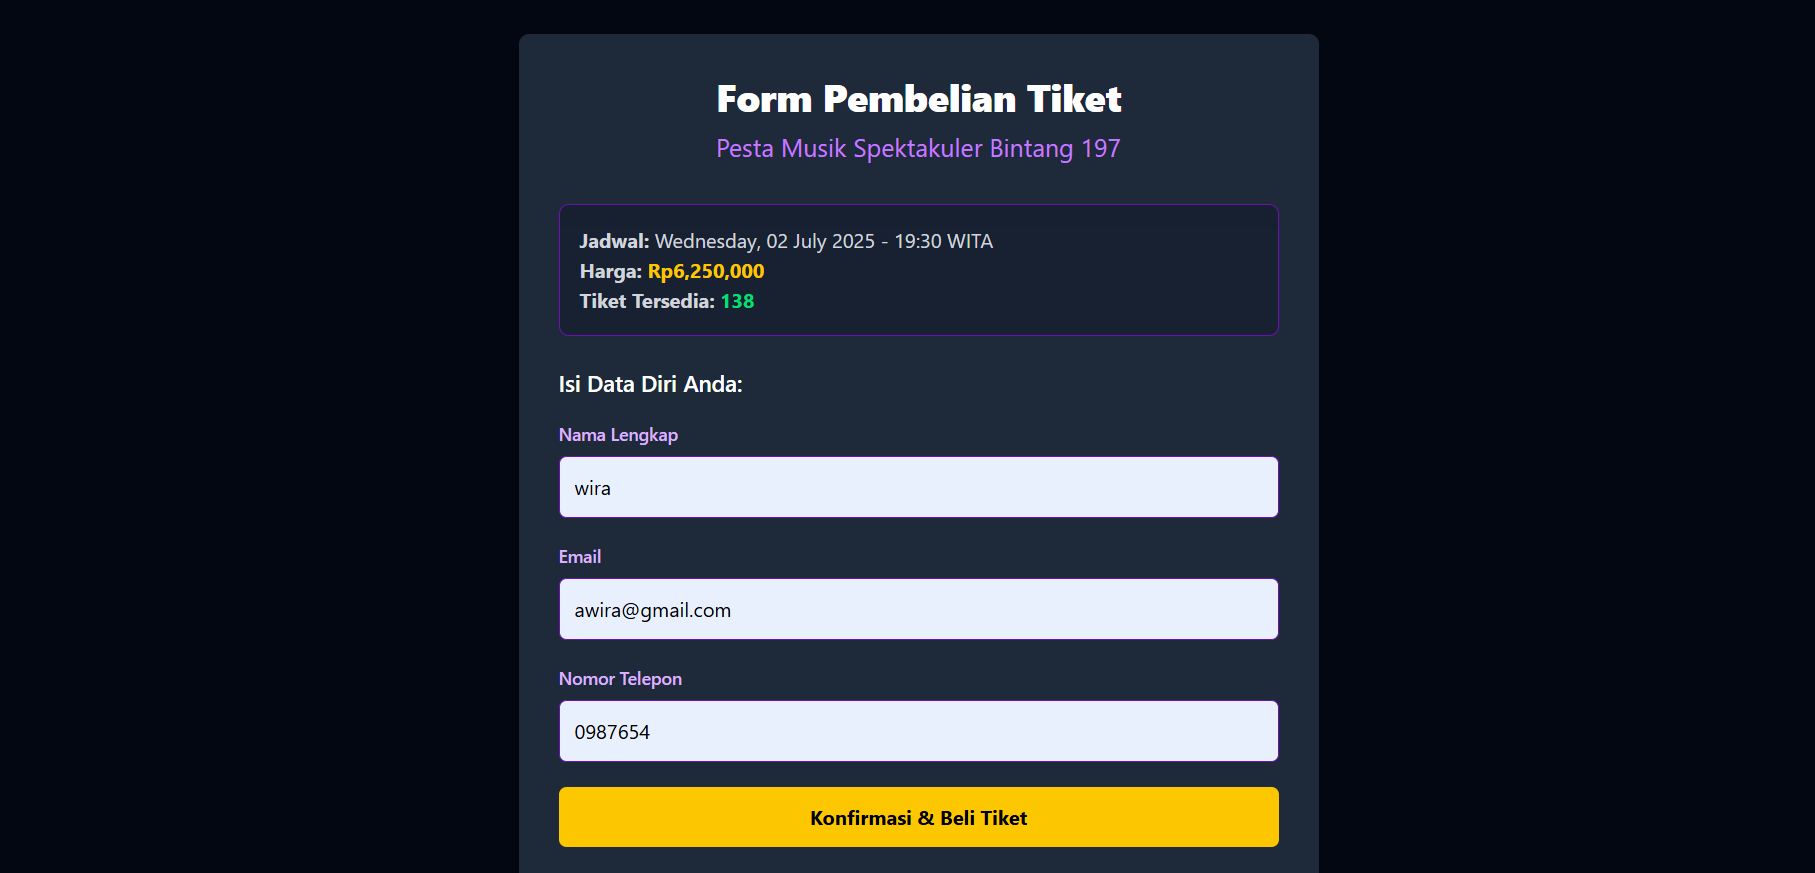 Form Pembelian Tiket
Pesta Musik Spektakuler Bintang 197
Jadwal: Wednesday, 02 July 2025 - 19:30 WITA
Harga: Rp6,250,000
Tiket Tersedia: 138
Isi Data Diri Anda:
Nama Lengkap
wira
Email
awira@gmail.com
Nomor Telepon
0987654
Konfirmasi & Beli Tiket